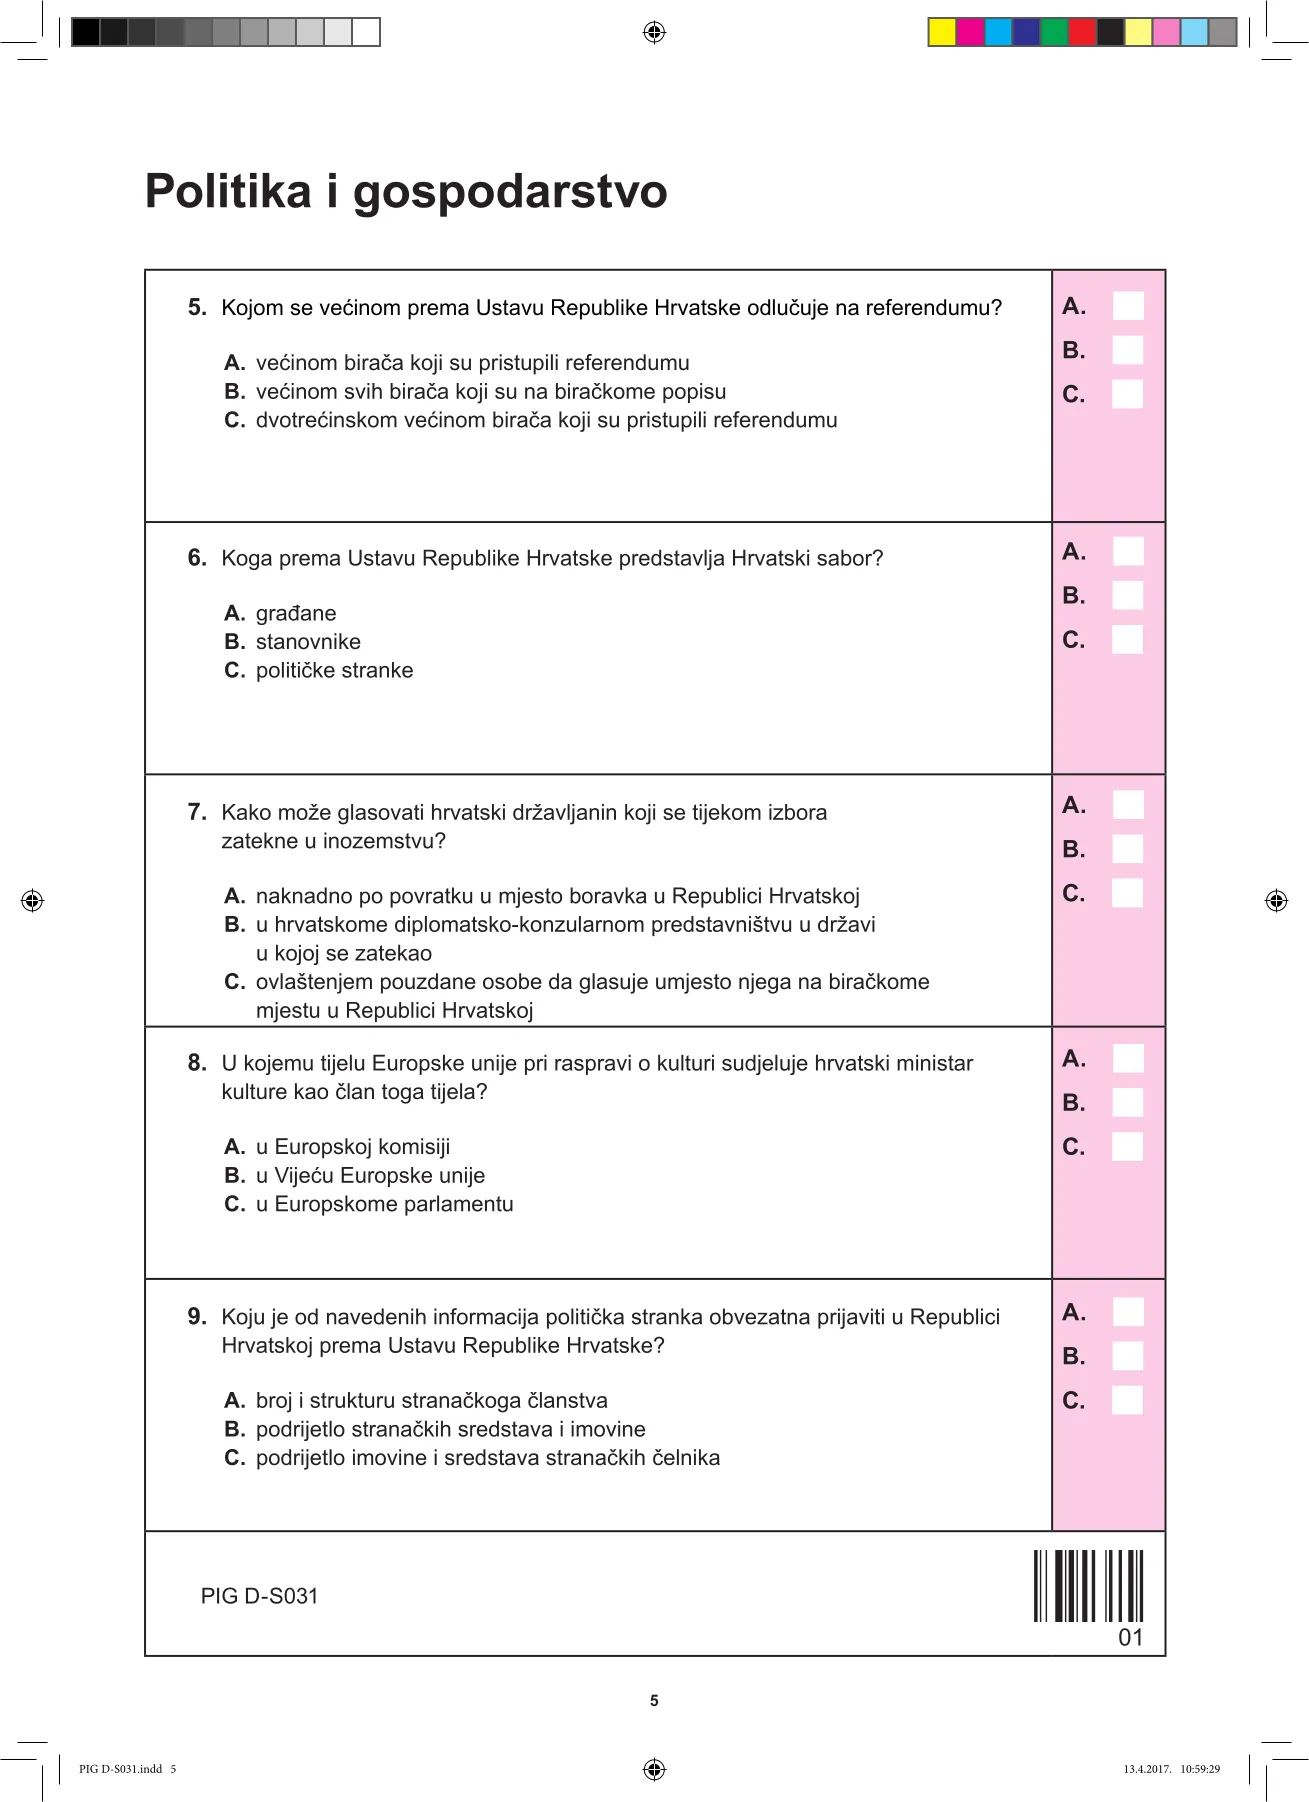 Politika i gospodarstvo
5. Kojom se većinom prema Ustavu Republike Hrvatske odlučuje na referendumu?
A. većinom birača koji su pristupili referendumu
B. većinom svih birača koji su na biračkome popisu
C. dvotrećinskom većinom birača koji su pristupili referendumu
A.
B.
C.
6. Koga prema Ustavu Republike Hrvatske predstavlja Hrvatski sabor?
A. građane
B. stanovnike
C. političke stranke
A.
B.
C.
7. Kako može glasovati hrvatski državljanin koji se tijekom izbora
zatekne u inozemstvu?
A. naknadno po povratku u mjesto boravka u Republici Hrvatskoj
B. u hrvatskome diplomatsko-konzularnom predstavništvu u državi
u kojoj se zatekao
C. ovlaštenjem pouzdane osobe da glasuje umjesto njega na biračkome
mjestu u Republici Hrvatskoj
A.
B.
C.
8. U kojemu tijelu Europske unije pri raspravi o kulturi sudjeluje hrvatski ministar
kulture kao član toga tijela?
A. u Europskoj komisiji
B. u Vijeću Europske unije
C. u Europskome parlamentu
A.
B.
C.
9. Koju je od navedenih informacija politička stranka obvezatna prijaviti u Republici
Hrvatskoj prema Ustavu Republike Hrvatske?
A. broj i strukturu stranačkoga članstva
B. podrijetlo stranačkih sredstava i imovine
C. podrijetlo imovine i sredstava stranačkih čelnika
A.
B.
C.
PIG D-S031
01
5
PIG D-S031.indd 5
13.4.2017. 10:59:29